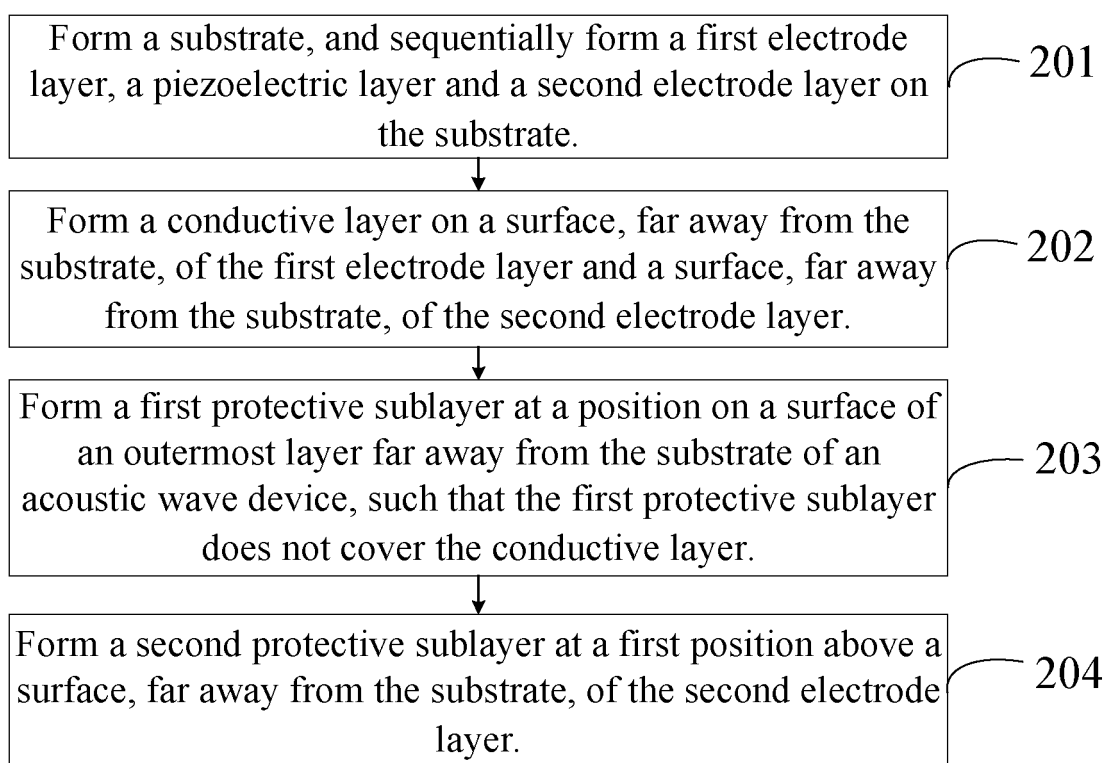 Form a substrate, and sequentially form a first electrode
layer, a piezoelectric layer and a second electrode layer on
the substrate.
201
Form a conductive layer on a surface, far away from the
substrate, of the first electrode layer and a surface, far away
from the substrate, of the second electrode layer.
202
Form a first protective sublayer at a position on a surface of
an outermost layer far away from the substrate of an
acoustic wave device, such that the first protective sublayer
does not cover the conductive layer.
203
Form a second protective sublayer at a first position above a
surface, far away from the substrate, of the second electrode
layer.
204